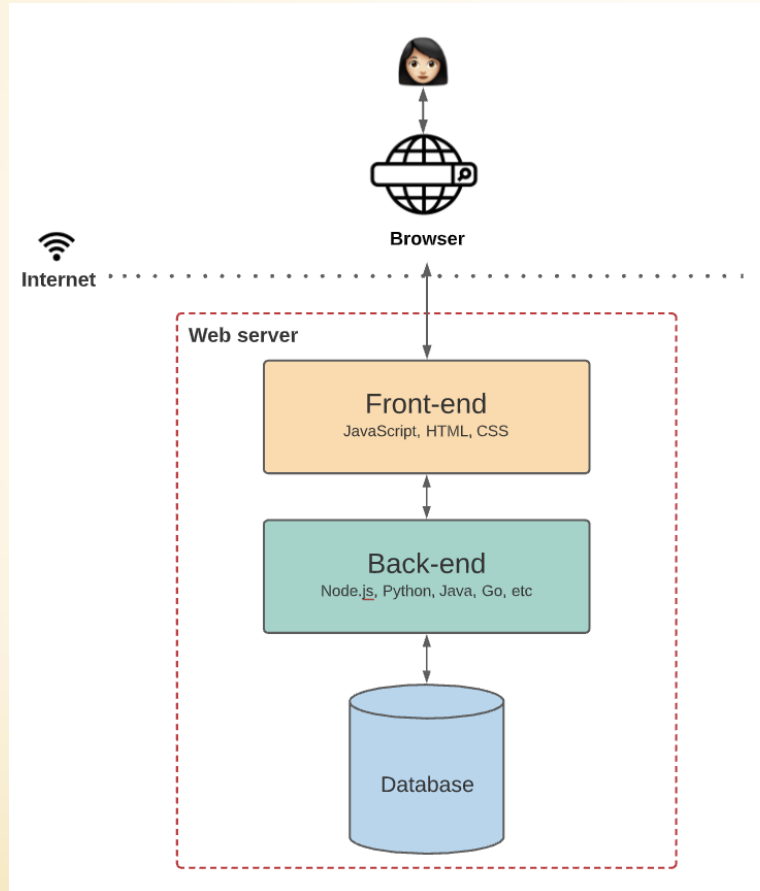 Browser
Internet
Web server
Front-end
JavaScript, HTML, CSS
Back-end
Node.js, Python, Java, Go, etc
Database